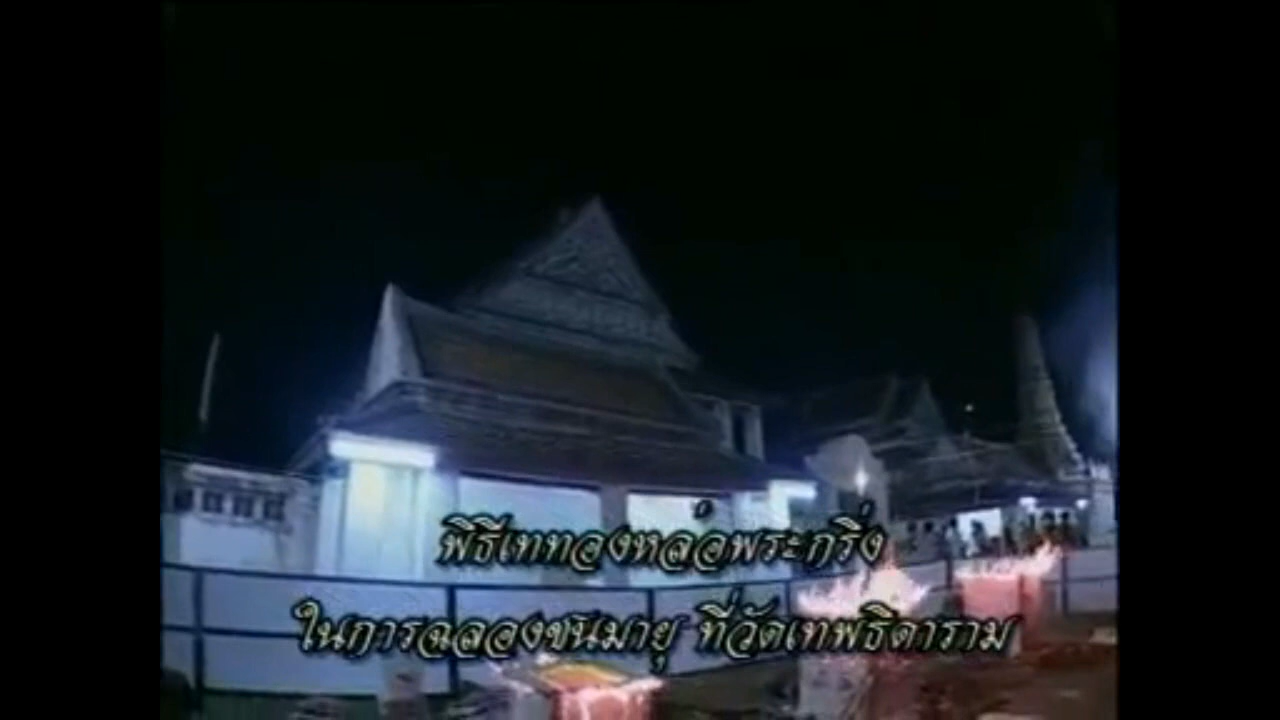 พิธีเททองหล่อพระกริ่ง
ในการฉลองชนมายุ ที่วัดเทพธิดาราม